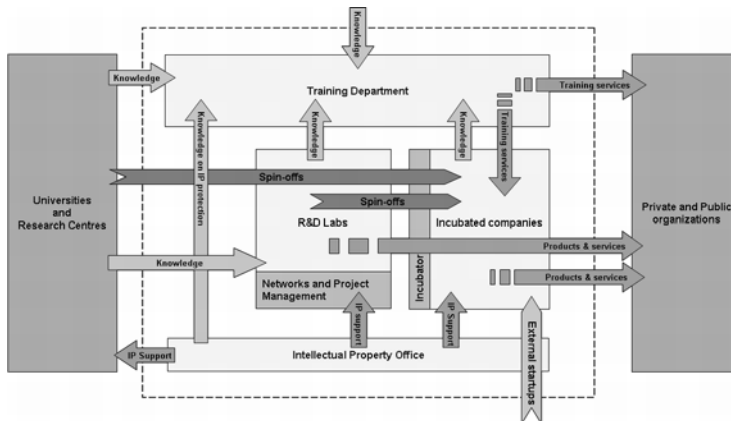 Knowledge
Knowledge
Training Department
Training services
Knowledge on IP protection
Knowledge
Knowledge
Training services
Spin-offs
Universities
and
Research Centres
Spin-offs
R&D Labs
Incubated companies
Private and Public
organizations
Products & services
Knowledge
Incubator
Networks and Project
Management
Products & services
IP support
IP Support
External startups
IP Support
Intellectual Property Office